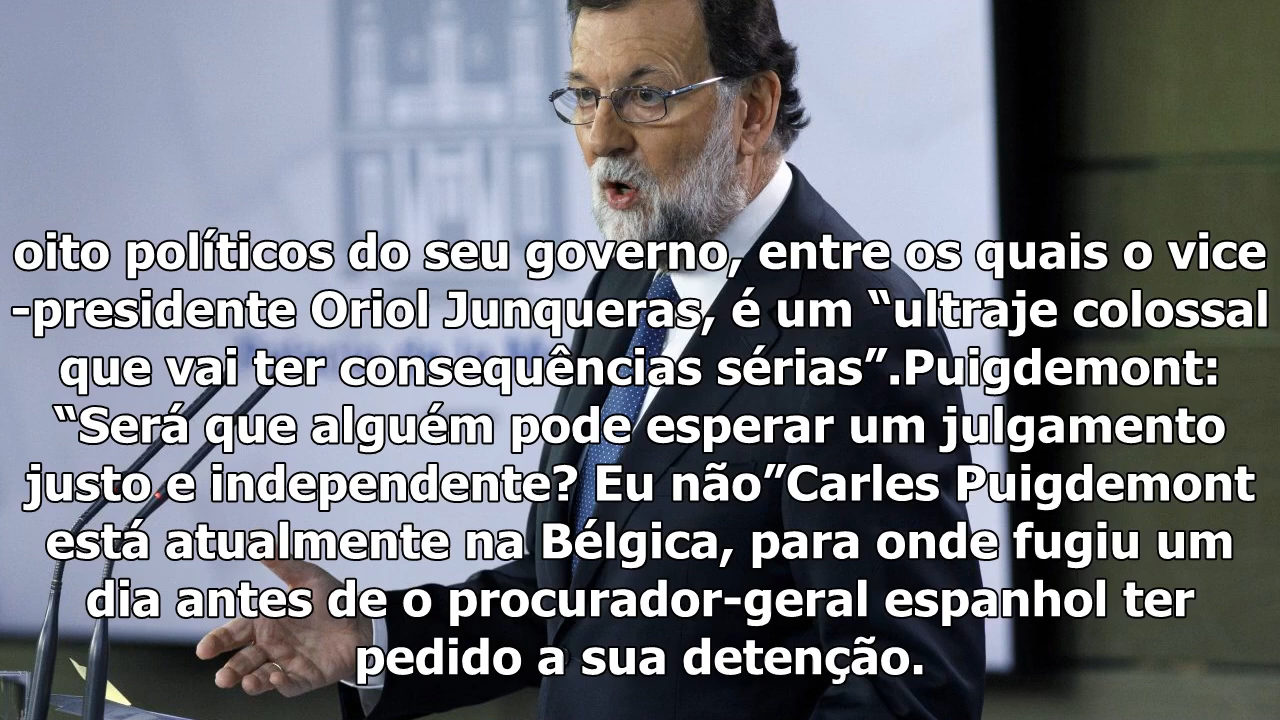 oito políticos do seu governo, entre os quais o vice
-presidente Oriol Junqueras, é um “ultraje colossal
que vai ter consequências sérias”.Puigdemont:
“Será que alguém pode esperar um julgamento
justo e independente? Eu não”Carles Puigdemont
está atualmente na Bélgica, para onde fugiu um
dia antes de o procurador-geral espanhol ter
pedido a sua detenção.